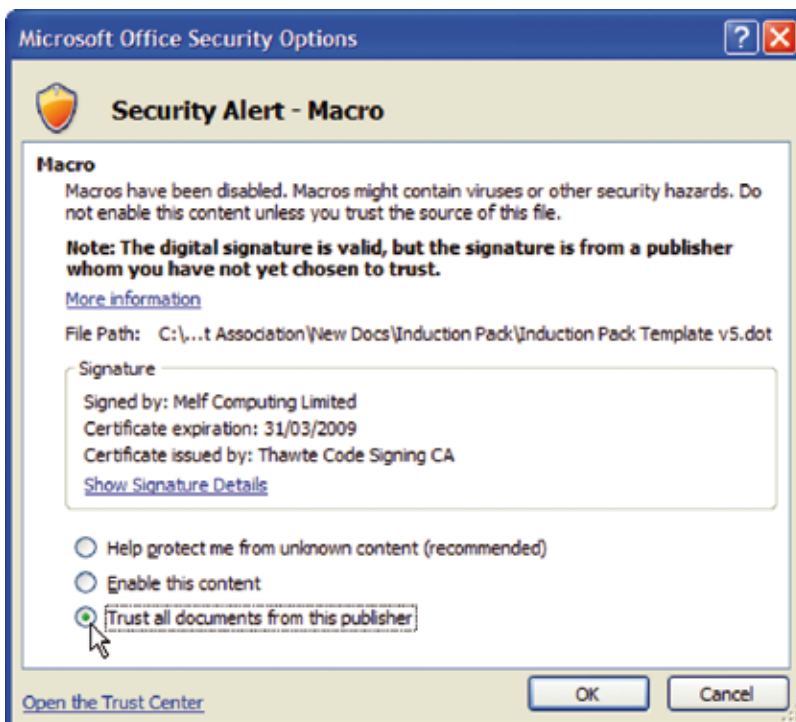 Microsoft Office Security Options
Security Alert - Macro
Macro
Macros have been disabled. Macros might contain viruses or other security hazards. Do
not enable this content unless you trust the source of this file.
Note: The digital signature is valid, but the signature is from a publisher
whom you have not yet chosen to trust.
More information
File Path: C:\...t Association\New Docs\Induction Pack\Induction Pack Template v5.dot
Signature
Signed by: Melf Computing Limited
Certificate expiration: 31/03/2009
Certificate issued by: Thawte Code Signing CA
Show Signature Details
Help protect me from unknown content (recommended)
Enable this content
Trust all documents from this publisher
Open the Trust Center
OK
Cancel